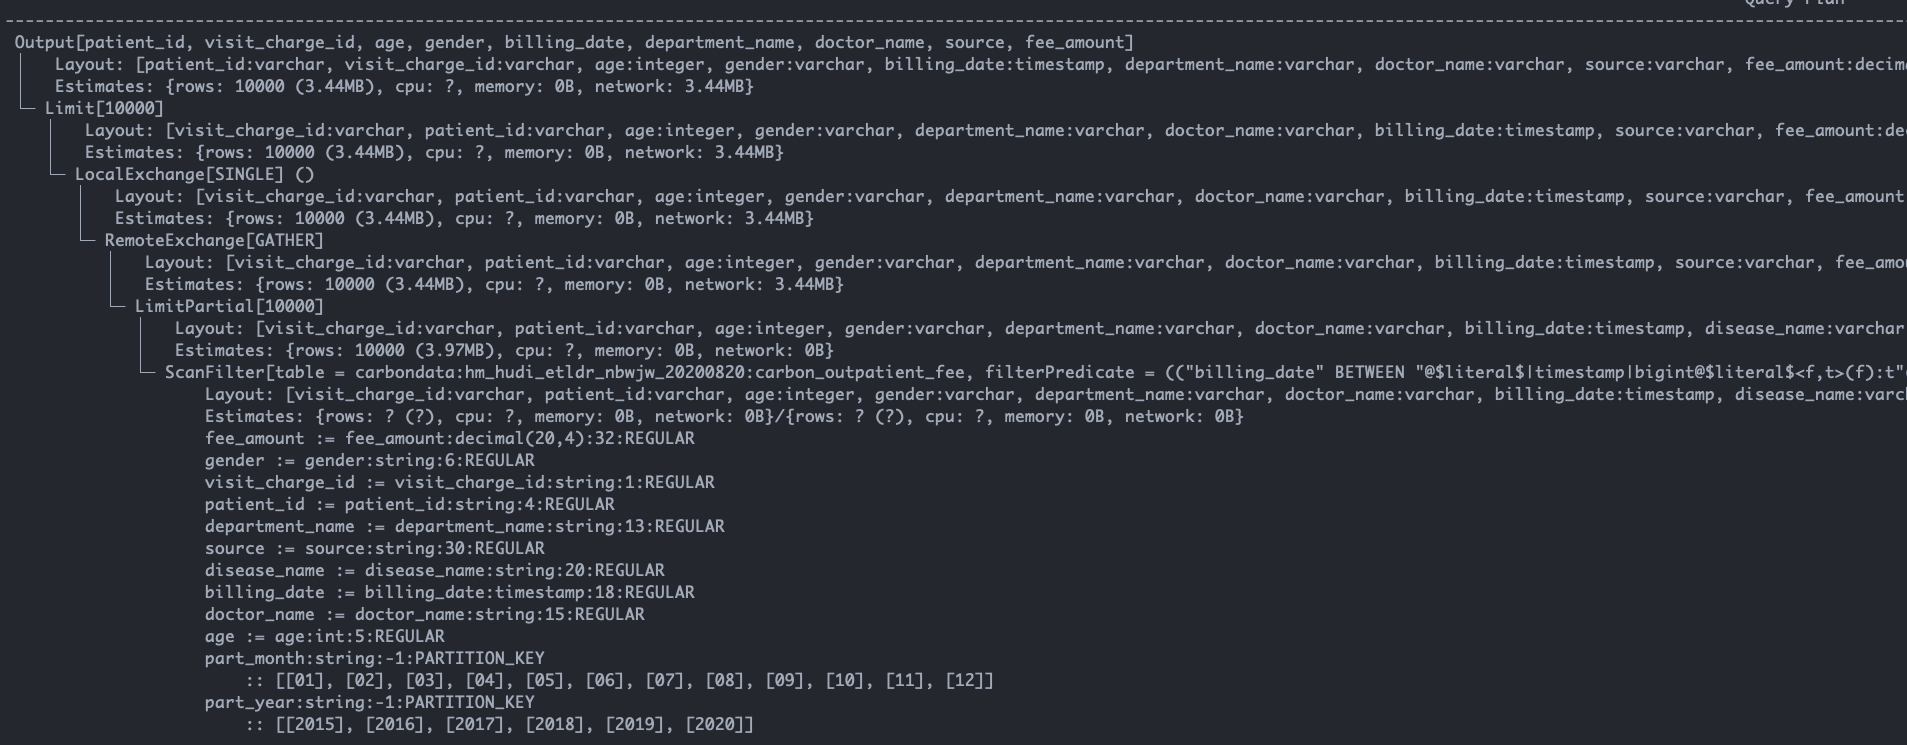 Query Plan
--------------------------------------------------------------------------------------------------------------------------------------------------------------------------------------------
Output[patient_id, visit_charge_id, age, gender, billing_date, department_name, doctor_name, source, fee_amount]
Layout: [patient_id:varchar, visit_charge_id:varchar, age:integer, gender:varchar, billing_date:timestamp, department_name:varchar, doctor_name:varchar, source:varchar, fee_amount:decim
Estimates: {rows: 10000 (3.44MB), cpu: ?, memory: 0B, network: 3.44MB}
Limit[10000]
Layout: [visit_charge_id:varchar, patient_id:varchar, age:integer, gender:varchar, department_name:varchar, doctor_name:varchar, billing_date:timestamp, source:varchar, fee_amount:de
Estimates: {rows: 10000 (3.44MB), cpu: ?, memory: 0B, network: 3.44MB}
LocalExchange[SINGLE] ()
Layout: [visit_charge_id:varchar, patient_id:varchar, age:integer, gender:varchar, department_name:varchar, doctor_name:varchar, billing_date:timestamp, source:varchar, fee_amount
Estimates: {rows: 10000 (3.44MB), cpu: ?, memory: 0B, network: 3.44MB}
RemoteExchange[GATHER]
Layout: [visit_charge_id:varchar, patient_id:varchar, age:integer, gender:varchar, department_name:varchar, doctor_name:varchar, billing_date:timestamp, source:varchar, fee_amo
Estimates: {rows: 10000 (3.44MB), cpu: ?, memory: 0B, network: 3.44MB}
LimitPartial[10000]
Layout: [visit_charge_id:varchar, patient_id:varchar, age:integer, gender:varchar, department_name:varchar, doctor_name:varchar, billing_date:timestamp, disease_name:varchar
Estimates: {rows: 10000 (3.97MB), cpu: ?, memory: 0B, network: 0B}
ScanFilter[table = carbondata:hm_hudi_etldr_nbwjw_20200820:carbon_outpatient_fee, filterPredicate = (("billing_date" BETWEEN "@$literal$|timestamp|bigint@$literal$<f,t>(f):t"
Layout: [visit_charge_id:varchar, patient_id:varchar, age:integer, gender:varchar, department_name:varchar, doctor_name:varchar, billing_date:timestamp, disease_name:varc
Estimates: {rows: ? (?), cpu: ?, memory: 0B, network: 0B}/{rows: ? (?), cpu: ?, memory: 0B, network: 0B}
fee_amount := fee_amount:decimal(20,4):32:REGULAR
gender := gender:string:6:REGULAR
visit_charge_id := visit_charge_id:string:1:REGULAR
patient_id := patient_id:string:4:REGULAR
department_name := department_name:string:13:REGULAR
source := source:string:30:REGULAR
disease_name := disease_name:string:20:REGULAR
billing_date := billing_date:timestamp:18:REGULAR
doctor_name := doctor_name:string:15:REGULAR
age := age:int:5:REGULAR
part_month:string:-1:PARTITION_KEY
:: [[01], [02], [03], [04], [05], [06], [07], [08], [09], [10], [11], [12]]
part_year:string:-1:PARTITION_KEY
:: [[2015], [2016], [2017], [2018], [2019], [2020]]